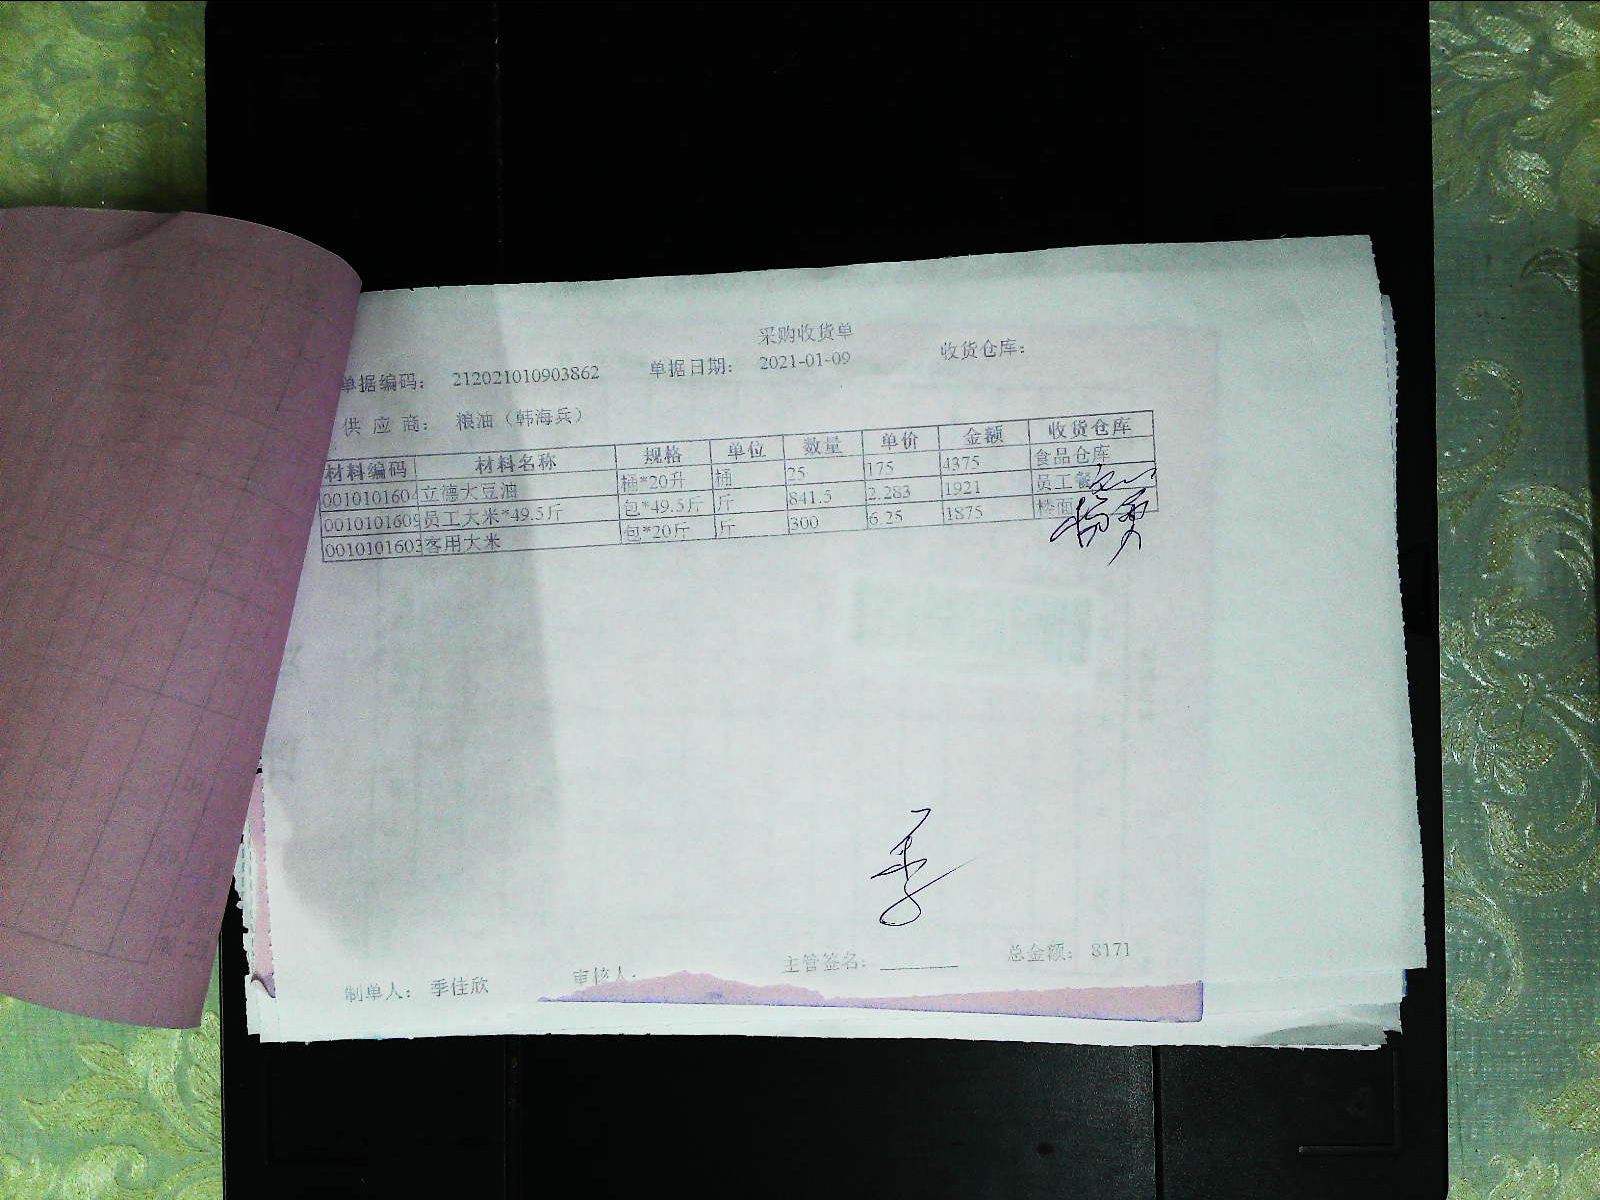 采购收货单
单据编码： 212021010903862 单据日期： 2021-01-09 收货仓库：
供 应 商： 粮油（韩海兵）
材料编码 材料名称 规格 单位 数量 单价 金额 收货仓库
001010160 立德大豆油 桶*20升 桶 25 175 4375 食品仓库
0010101609 员工大米*49.5斤 包*49.5斤 斤 841.5 2.283 1921 员工餐
0010101603 客用大米 包*20斤 斤 300 6.25 1875 楼面
季
主管签名： 总金额： 8171
制单人： 季佳欣 审核人：